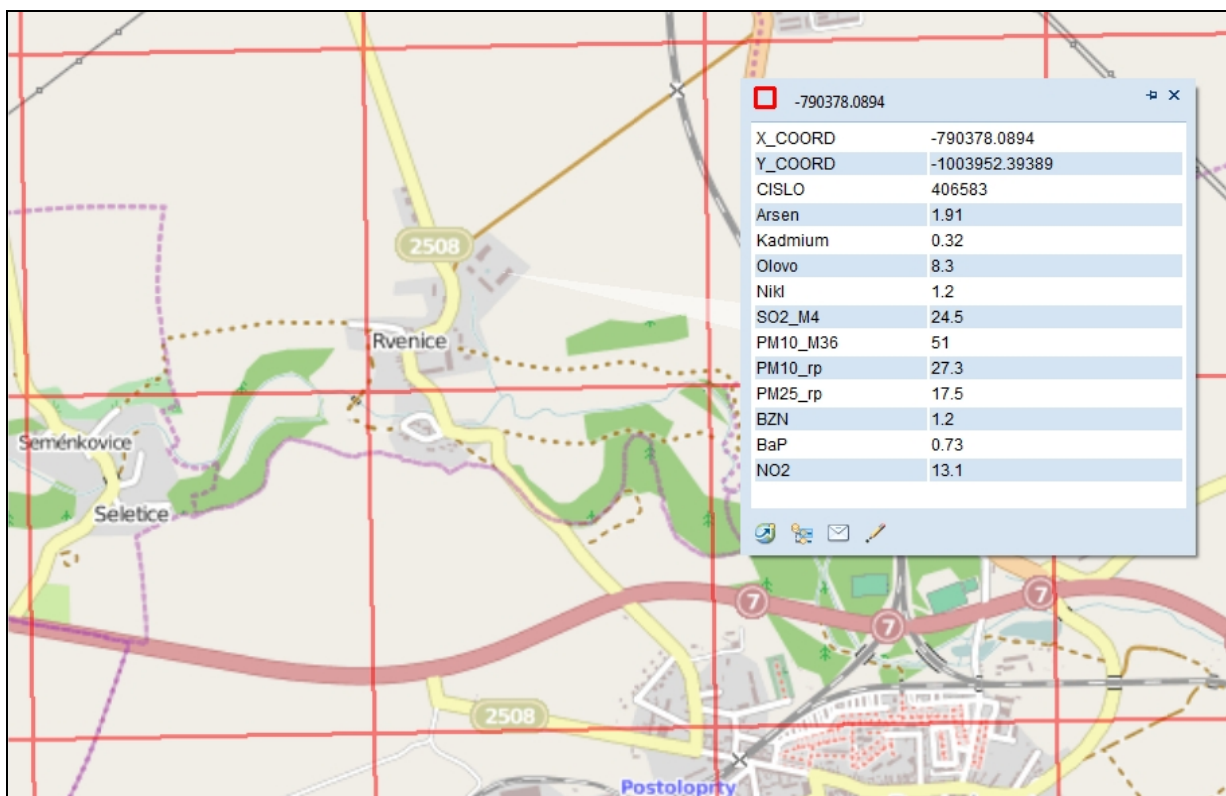 -790378.0894
X_COORD -790378.0894
Y_COORD -1003952.39389
CISLO 406583
Arsen 1.91
Kadmium 0.32
Olovo 8.3
Nikl 1.2
SO2_M4 24.5
PM10_M36 51
PM10_rp 27.3
PM25_rp 17.5
BZN 1.2
BaP 0.73
NO2 13.1
2508
Rvenice
Seménkovice
Seletice
7
7
7
2508
Postoloprty